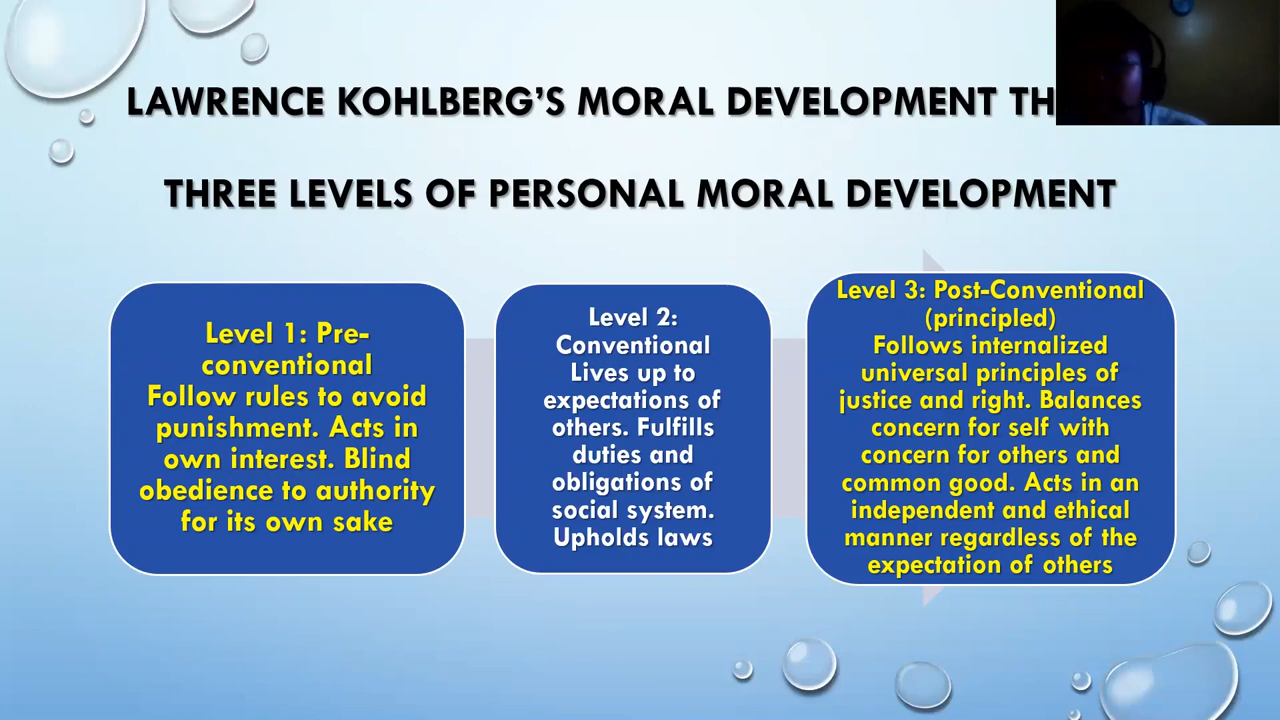 LAWRENCE KOHLBERG’S MORAL DEVELOPMENT
THREE LEVELS OF PERSONAL MORAL DEVELOPMENT
Level 1: Pre-
conventional
Follow rules to avoid
punishment. Acts in
own interest. Blind
obedience to authority
for its own sake
Level 2:
Conventional
Lives up to
expectations of
others. Fulfills
duties and
obligations of
social system.
Upholds laws
Level 3: Post-Conventional
(principled)
Follows internalized
universal principles of
justice and right. Balances
concern for self with
concern for others and
common good. Acts in an
independent and ethical
manner regardless of the
expectation of others